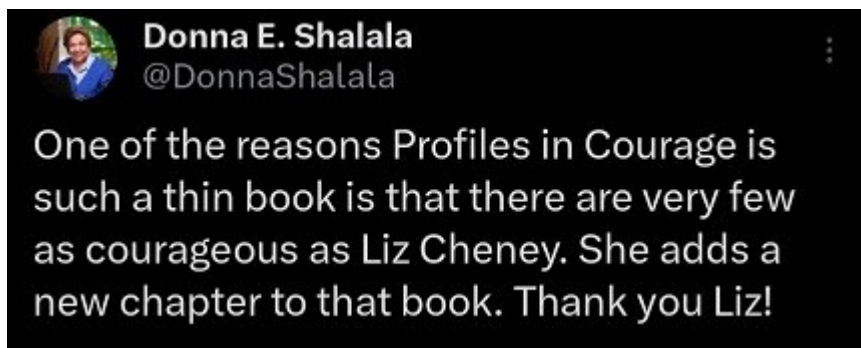 Donna E. Shalala
@DonnaShalala
One of the reasons Profiles in Courage is
such a thin book is that there are very few
as courageous as Liz Cheney. She adds a
new chapter to that book. Thank you Liz!